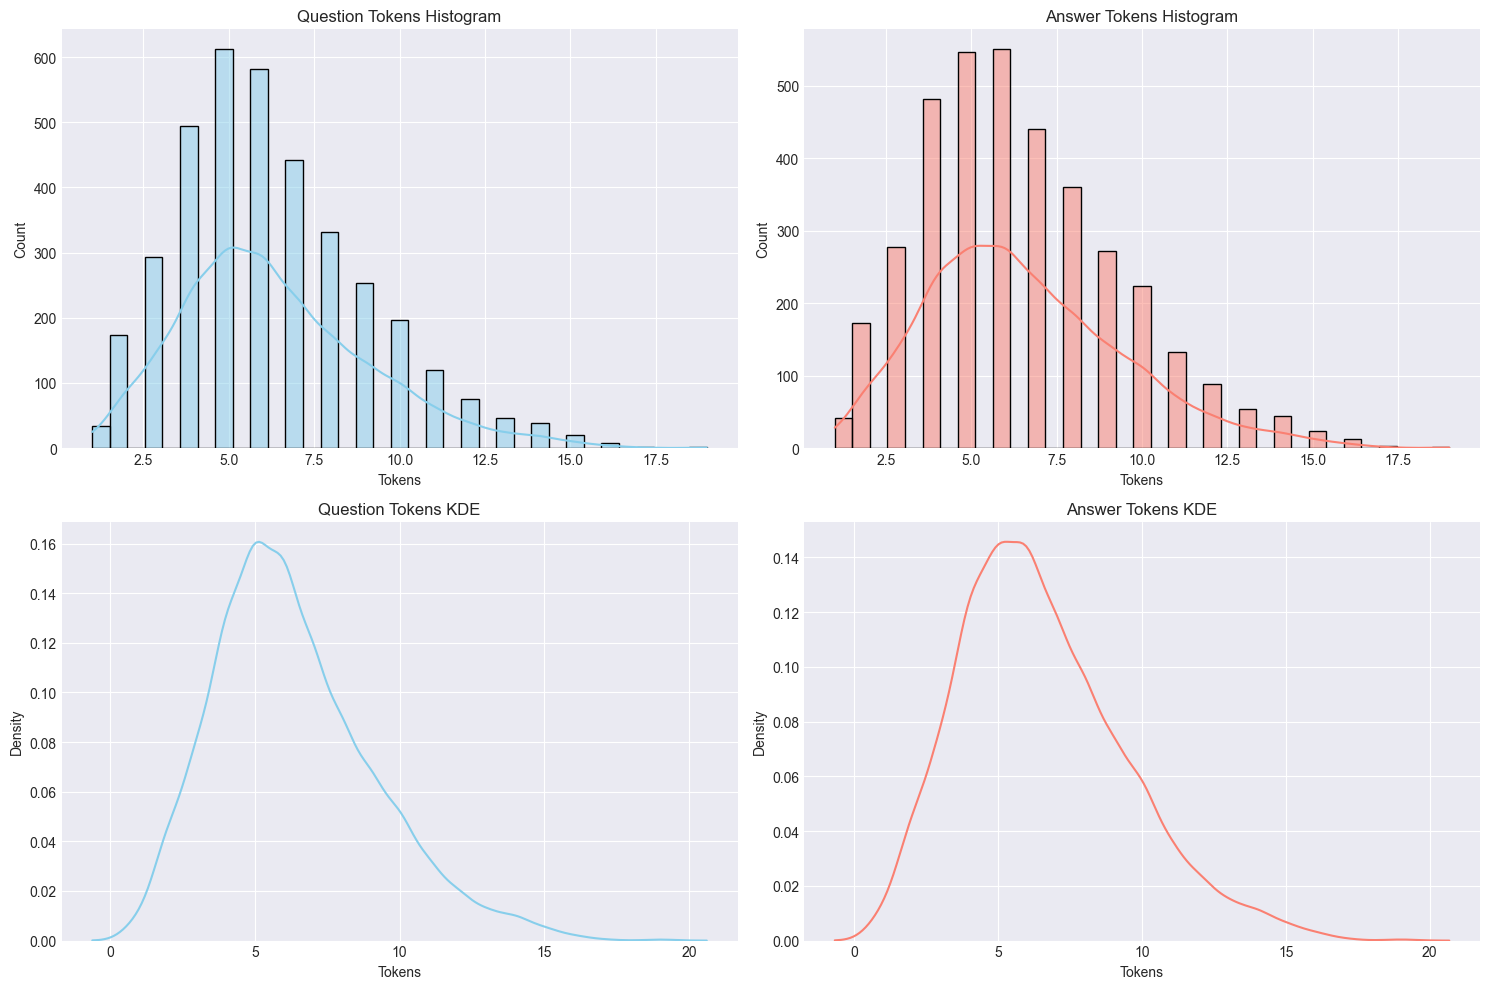 Question Tokens Histogram
Count
600
500
400
300
200
100
0
2.5 5.0 7.5 10.0 12.5 15.0 17.5
Tokens
Answer Tokens Histogram
Count
500
400
300
200
100
0
2.5 5.0 7.5 10.0 12.5 15.0 17.5
Tokens
Question Tokens KDE
Density
0.16
0.14
0.12
0.10
0.08
0.06
0.04
0.02
0.00
0 5 10 15 20
Tokens
Answer Tokens KDE
Density
0.14
0.12
0.10
0.08
0.06
0.04
0.02
0.00
0 5 10 15 20
Tokens